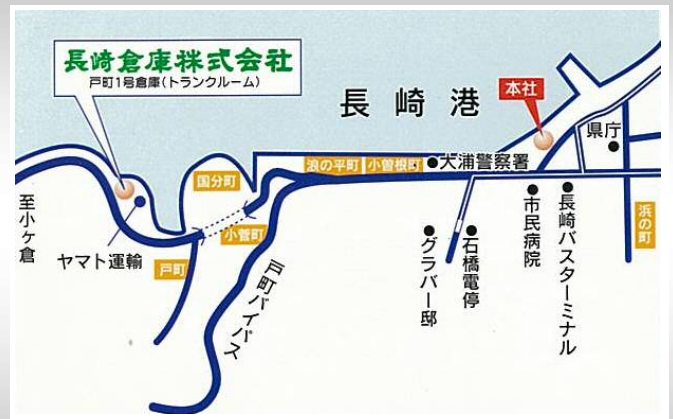 長崎倉庫株式会社
戸町1号倉庫(トランクルーム)
長崎港
本社
県庁
浪の平町
小曽根町
大浦警察署
国分町
小菅町
戸町
ヤマト運輸
至小ヶ倉
戸町バイパス
グラバー邸
石橋電停
市民病院
長崎バスターミナル
浜の町